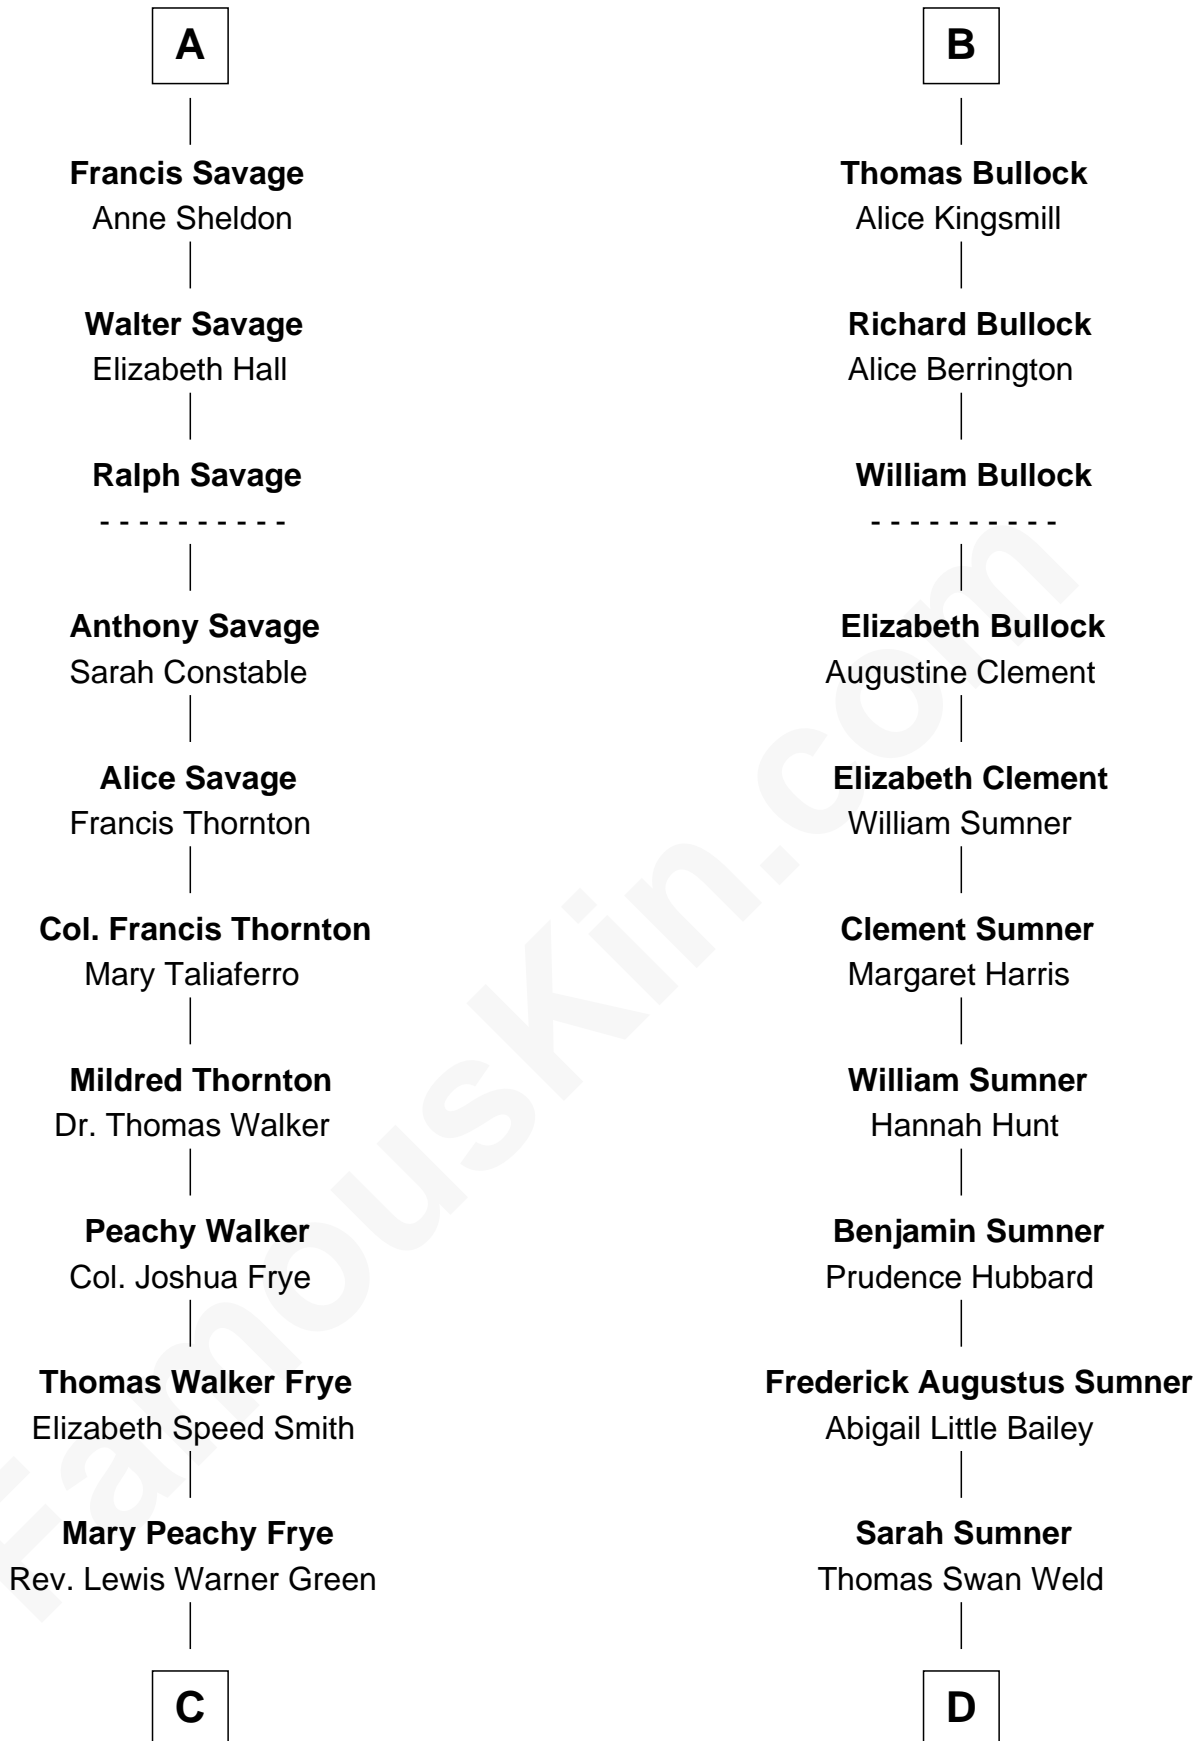 A
Francis Savage
Anne Sheldon
Walter Savage
Elizabeth Hall
Ralph Savage
- - - - - - - - - -
Anthony Savage
Sarah Constable
Alice Savage
Francis Thornton
Col. Francis Thornton
Mary Taliaferro
Mildred Thornton
Dr. Thomas Walker
Peachy Walker
Col. Joshua Frye
Thomas Walker Frye
Elizabeth Speed Smith
Mary Peachy Frye
Rev. Lewis Warner Green
C
B
Thomas Bullock
Alice Kingsmill
Richard Bullock
Alice Berrington
William Bullock
- - - - - - - - - -
Elizabeth Bullock
Augustine Clement
Elizabeth Clement
William Sumner
Clement Sumner
Margaret Harris
William Sumner
Hannah Hunt
Benjamin Sumner
Prudence Hubbard
Frederick Augustus Sumner
Abigail Little Bailey
Sarah Sumner
Thomas Swan Weld
D
FamousKin.com